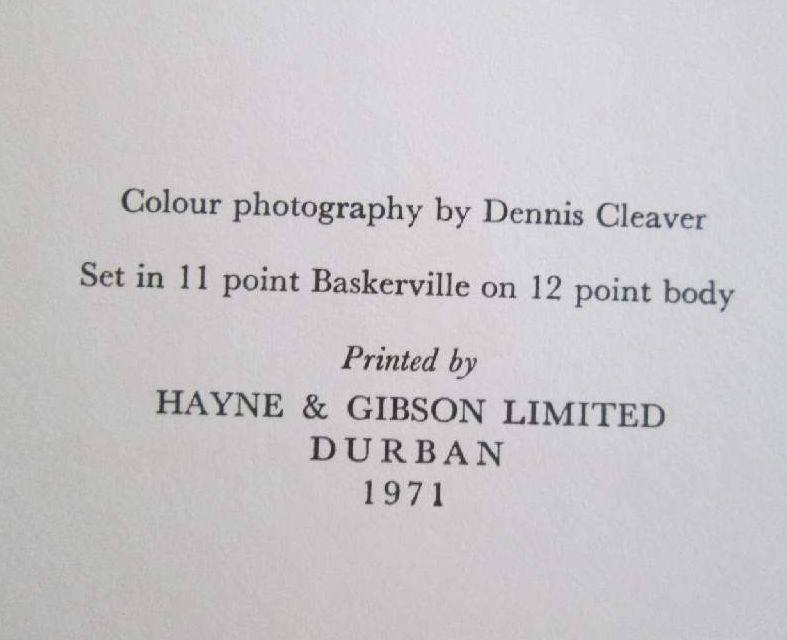 Colour photography by Dennis Cleaver
Set in 11 point Baskerville on 12 point body
Printed by
HAYNE & GIBSON LIMITED
DURBAN
1971